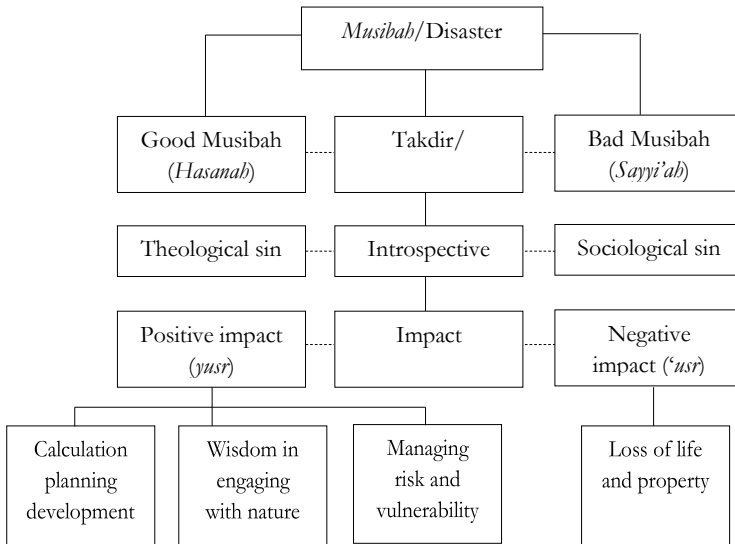 Musibah/Disaster
Good Musibah
(Hasanah)
Takdir/
Bad Musibah
(Sayyi’ah)
Theological sin
Introspective
Sociological sin
Positive impact
(yusr)
Impact
Negative
impact (‘usr)
Calculation
planning
development
Wisdom in
engaging
with nature
Managing
risk and
vulnerability
Loss of life
and property